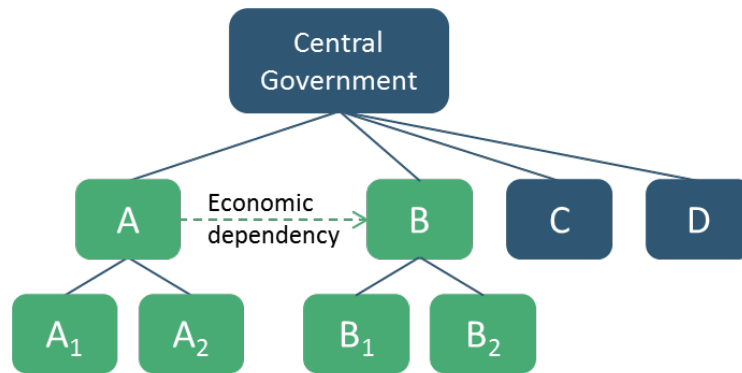 Central
Government
A
Economic
dependency
B
C
D
A₁
A₂
B₁
B₂